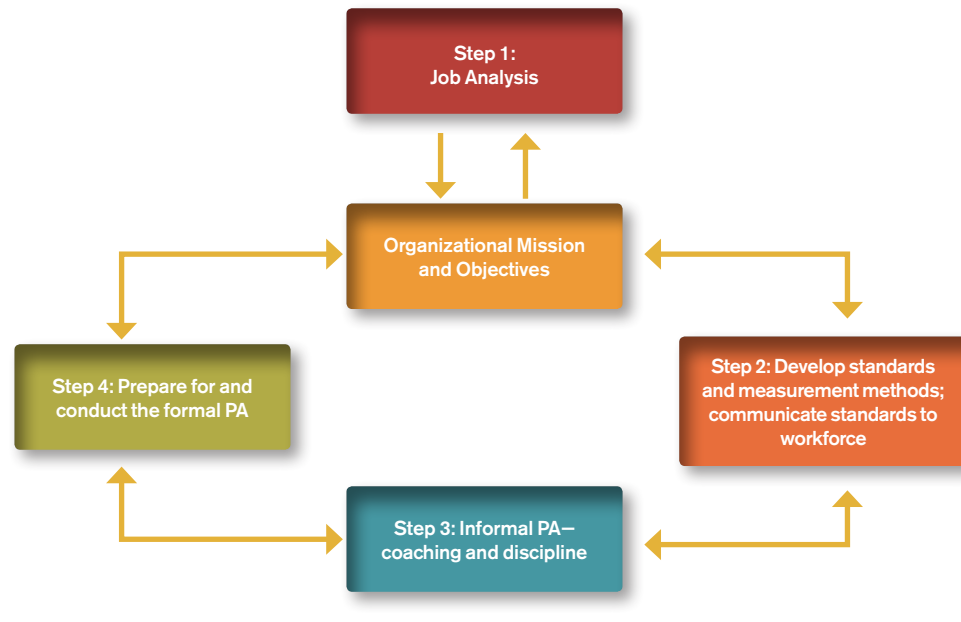 Step 1:
Job Analysis
Organizational Mission
and Objectives
Step 4: Prepare for and
conduct the formal PA
Step 2: Develop standards
and measurement methods;
communicate standards to
workforce
Step 3: Informal PA—
coaching and discipline